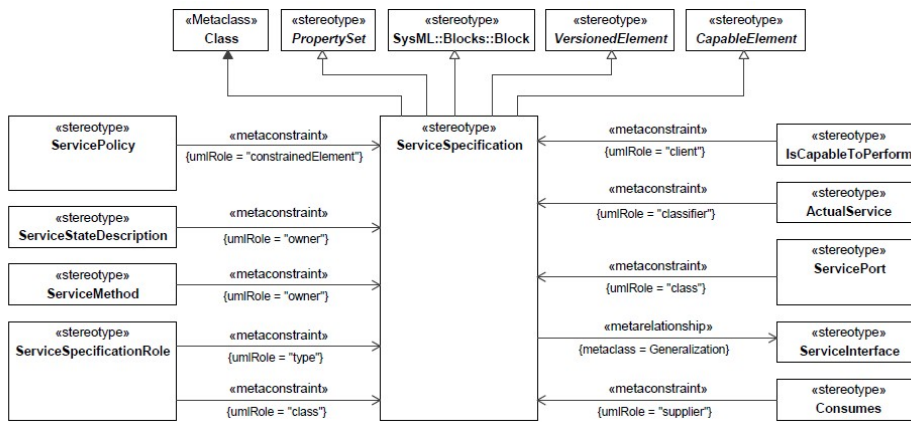 «Metaclass»
Class
«stereotype»
PropertySet
«stereotype»
SysML::Blocks::Block
«stereotype»
VersionedElement
«stereotype»
CapableElement
«stereotype»
ServicePolicy
«metaconstraint»
{umlRole = "constrainedElement"}
«stereotype»
ServiceSpecification
«metaconstraint»
{umlRole = "client"}
«stereotype»
IsCapableToPerform
«stereotype»
ServiceStateDescription
«metaconstraint»
{umlRole = "owner"}
«metaconstraint»
{umlRole = "classifier"}
«stereotype»
ActualService
«stereotype»
ServiceMethod
«metaconstraint»
{umlRole = "owner"}
«metaconstraint»
{umlRole = "class"}
«stereotype»
ServicePort
«stereotype»
ServiceSpecificationRole
«metaconstraint»
{umlRole = "type"}
«metarelationship»
{metaclass = Generalization}
«stereotype»
ServiceInterface
«metaconstraint»
{umlRole = "class"}
«metaconstraint»
{umlRole = "supplier"}
«stereotype»
Consumes